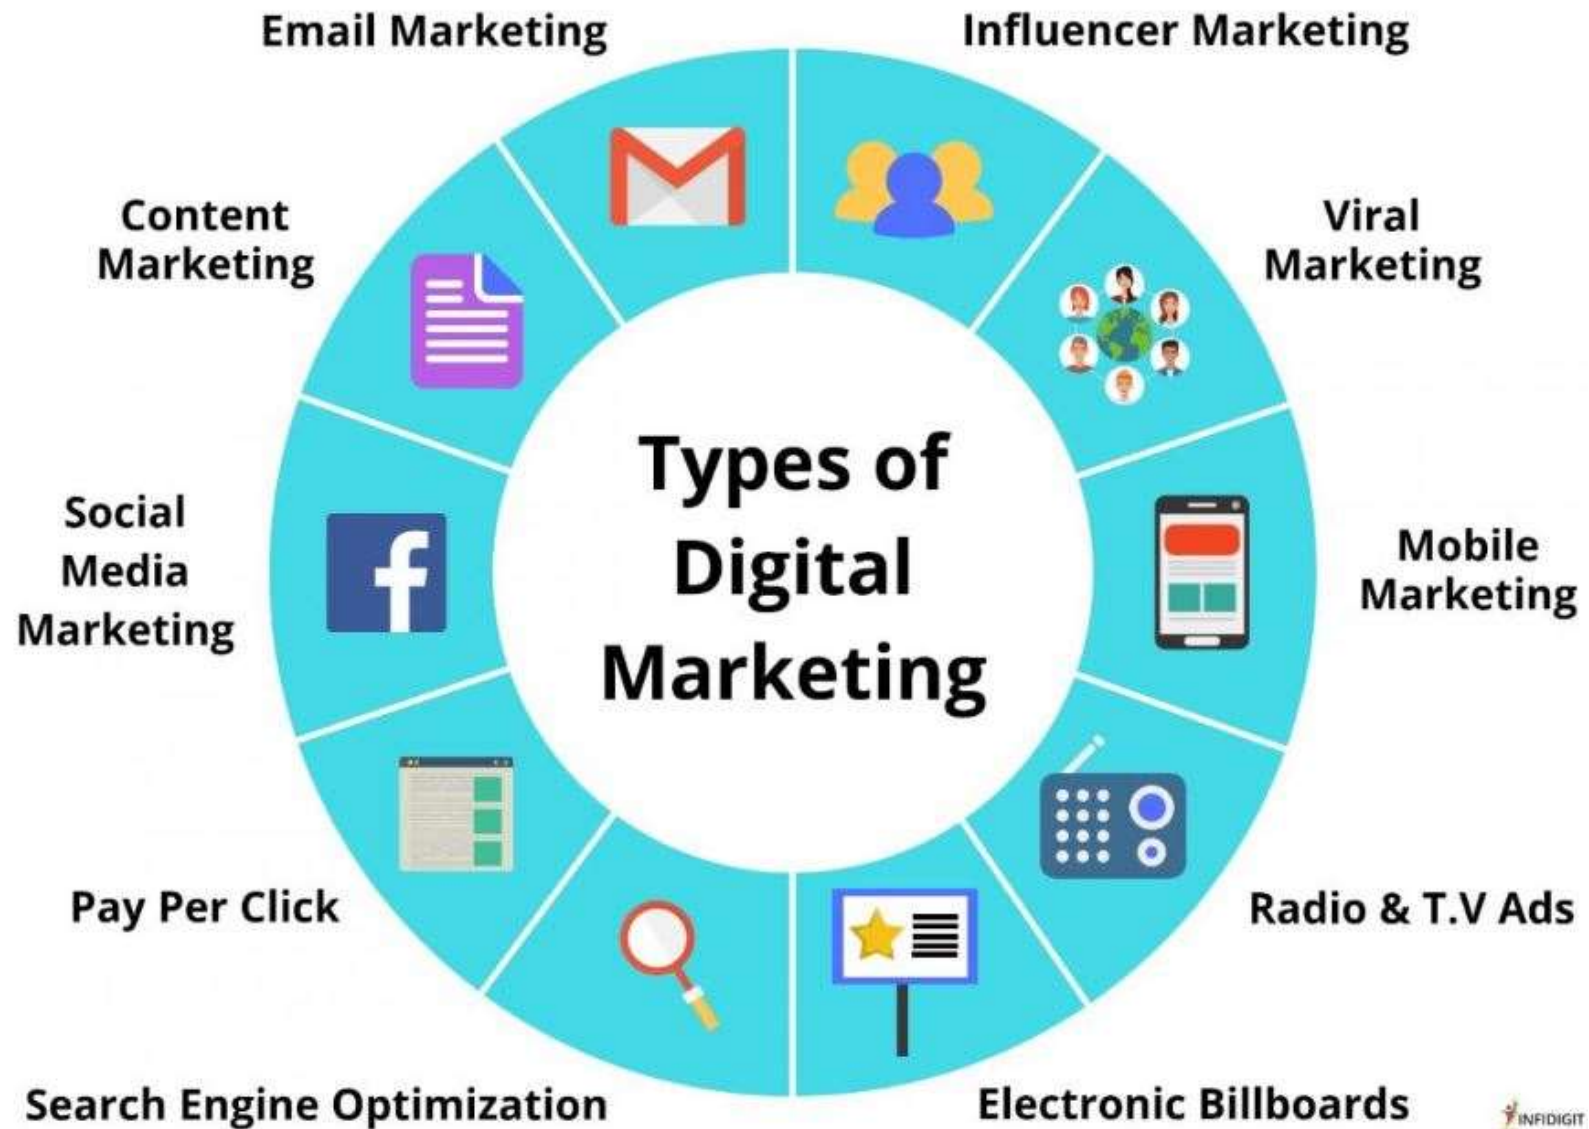 Email Marketing
Influencer Marketing
Content
Marketing
Viral
Marketing
Types of
Digital
Marketing
Social
Media
Marketing
Mobile
Marketing
Pay Per Click
Radio & T.V Ads
Search Engine Optimization
Electronic Billboards
INFIDIGIT